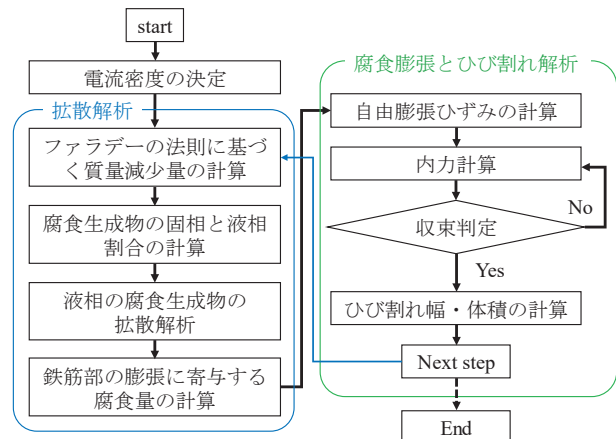 start
電流密度の決定
拡散解析
ファラデーの法則に基づ
く質量減少量の計算
腐食生成物の固相と液相
割合の計算
液相の腐食生成物の
拡散解析
鉄筋部の膨張に寄与する
腐食量の計算
腐食膨張とひび割れ解析
自由膨張ひずみの計算
内力計算
No
収束判定
Yes
ひび割れ幅・体積の計算
Next step
End